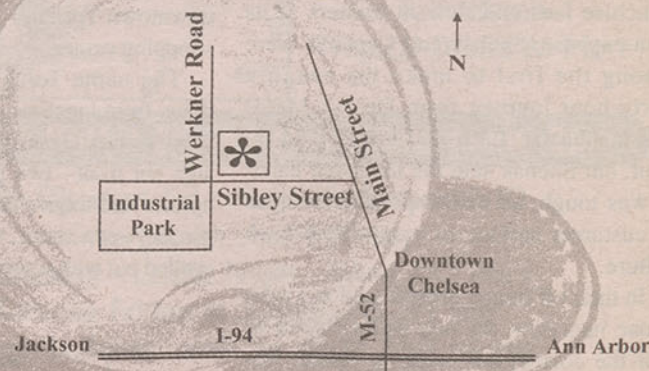 Werkner Road
N
Main Street
*
Sibley Street
Industrial
Park
Downtown
Chelsea
M-52
I-94
Jackson
Ann Arbor